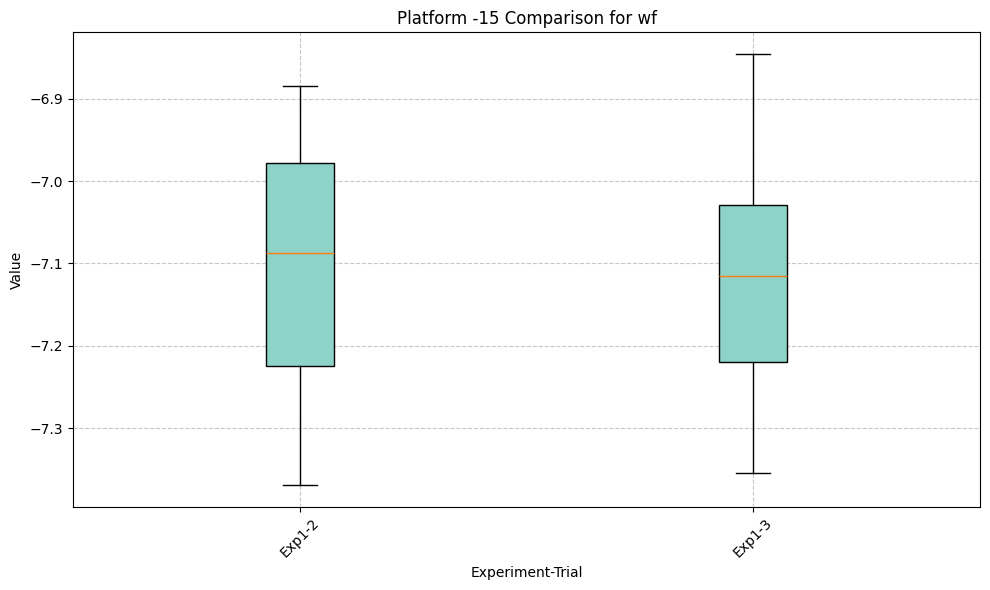 Platform -15 Comparison for wf
−6.9
−7.0
−7.1
−7.2
−7.3
Value
Exp1-2
Exp1-3
Experiment-Trial